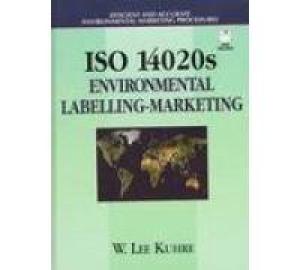 EFFICIENT AND ACCURATE
ENVIRONMENTAL MARKETING PROCEDURES
ISO 14020s
ENVIRONMENTAL
LABELLING-MARKETING
W. LEE KUHRE